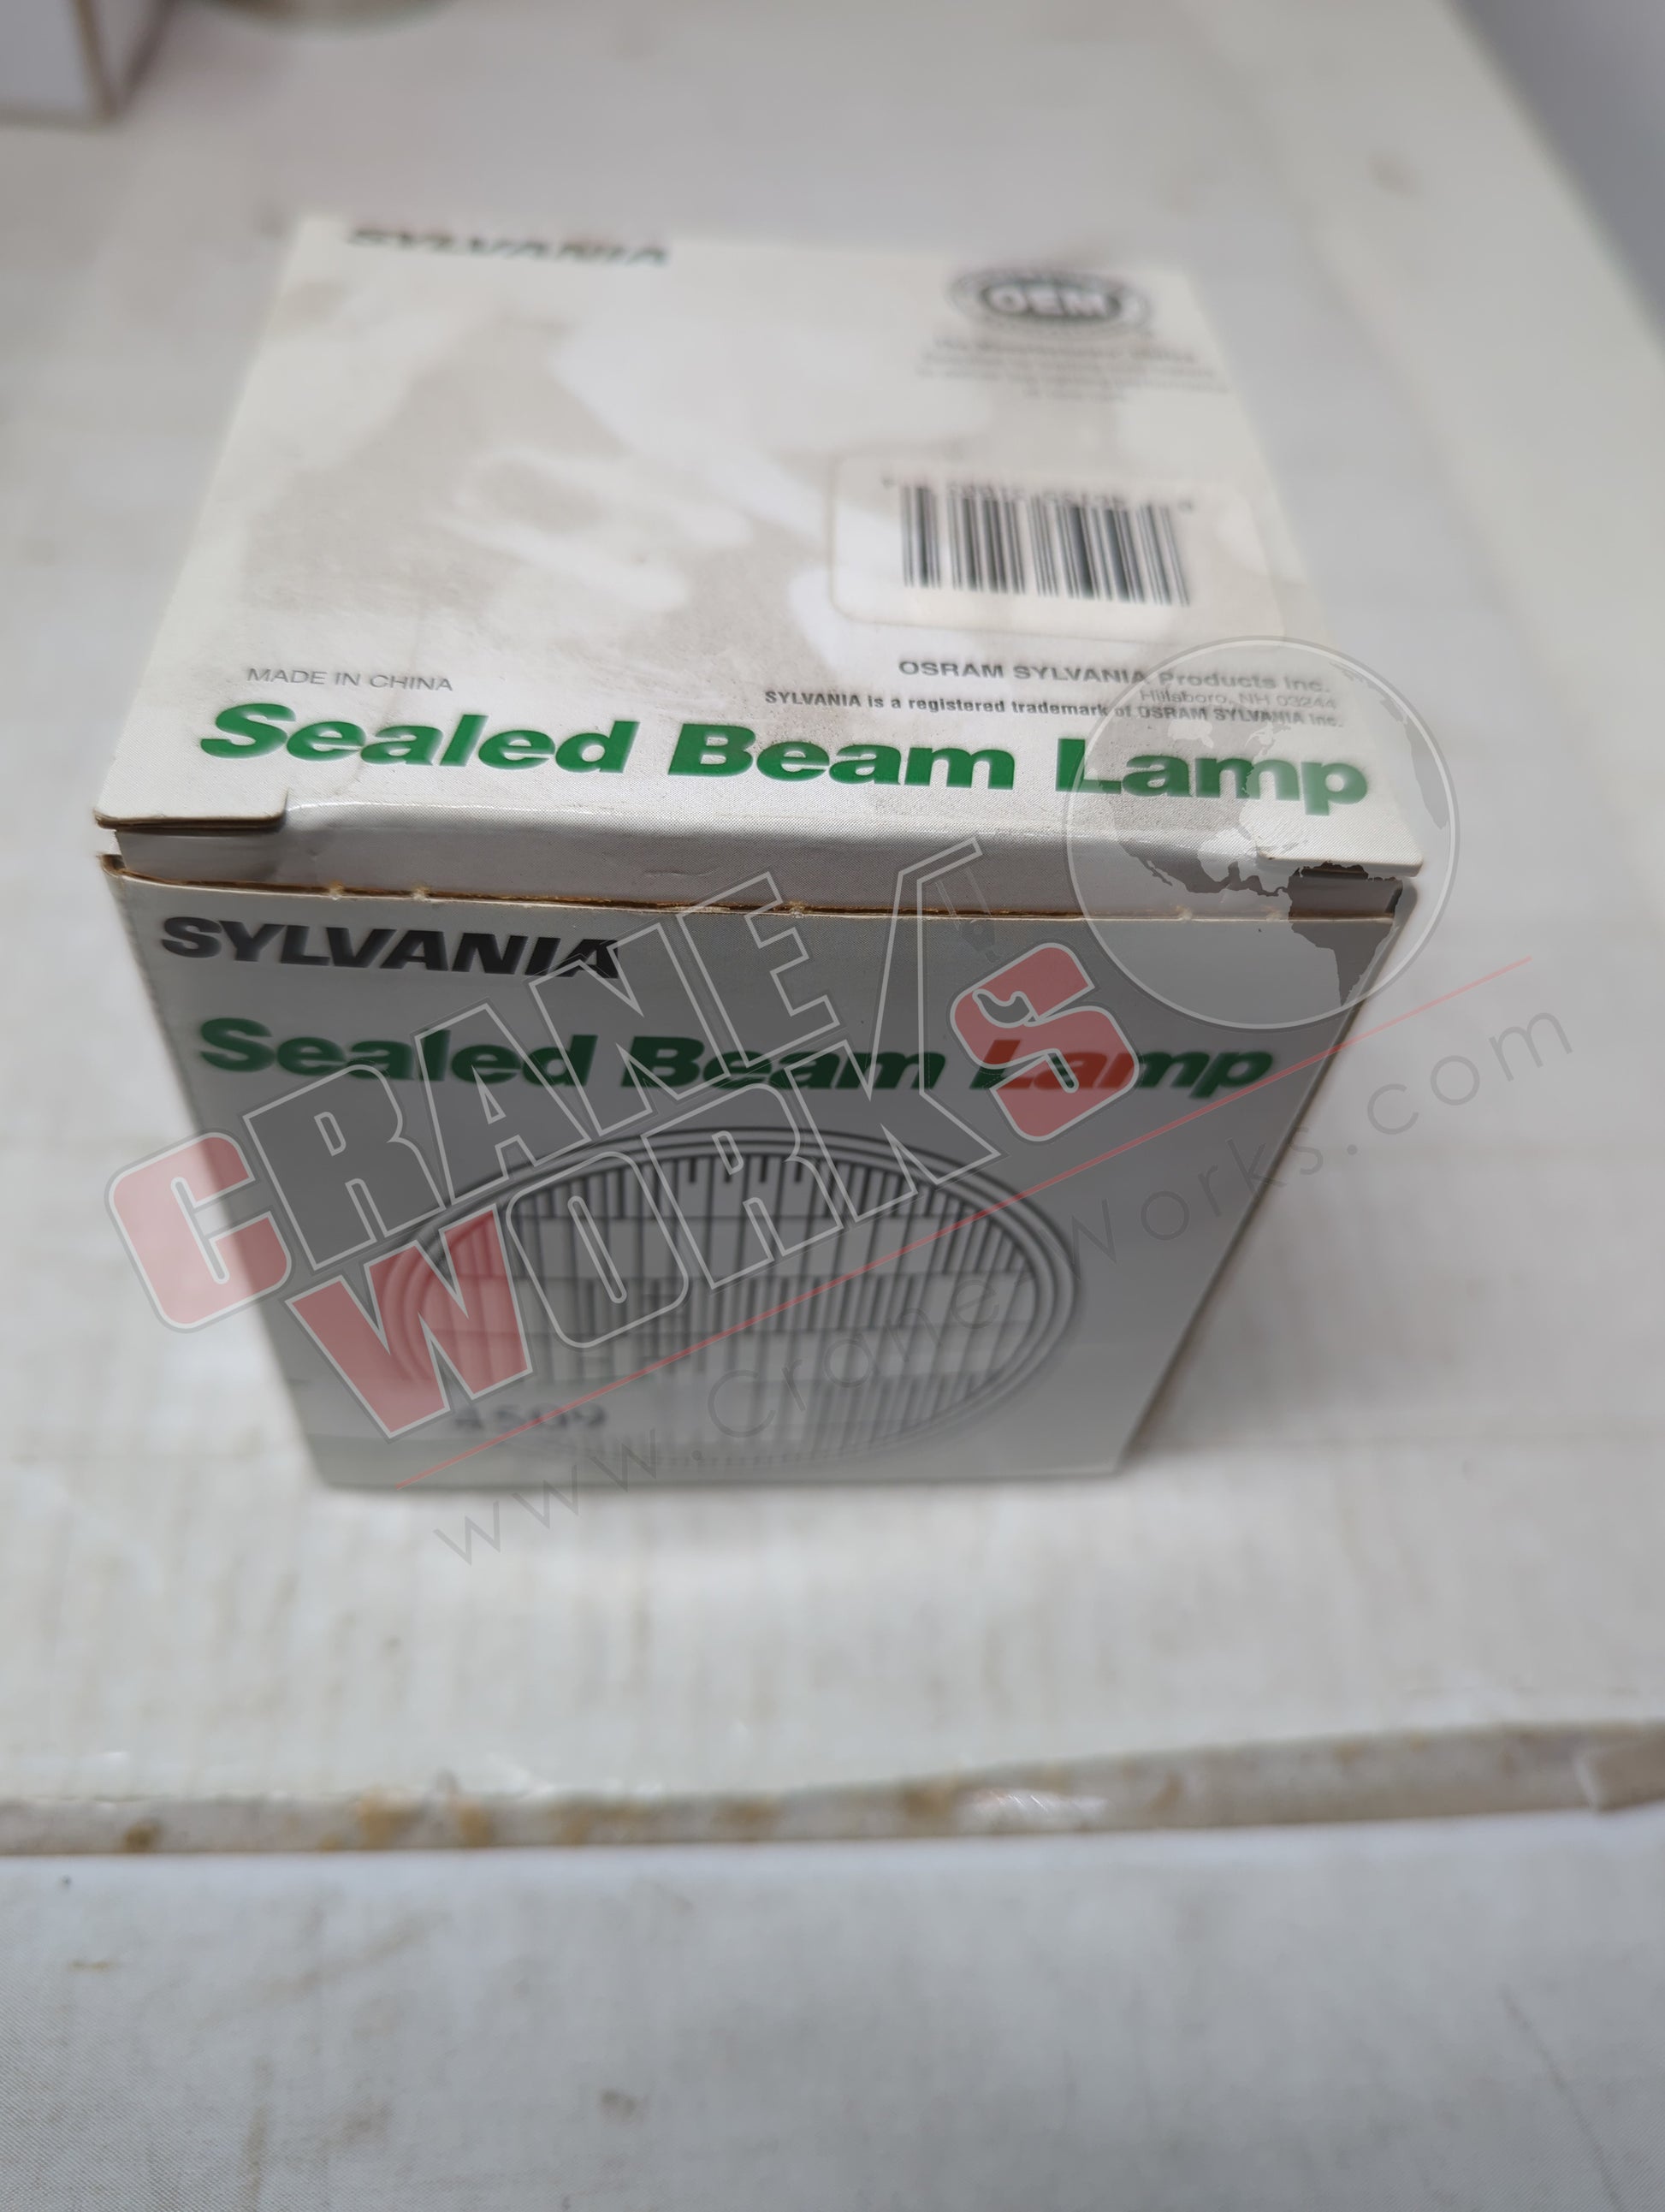 SYLVANIA
OEM
MADE IN CHINA
OSRAM SYLVANIA Products Inc.
Hillsboro, NH 03244
SYLVANIA is a registered trademark of OSRAM SYLVANIA Inc.
Sealed Beam Lamp
SYLVANIA
Sealed Beam Lamp
4509
CRANE
WORKS
www.CraneWorks.com